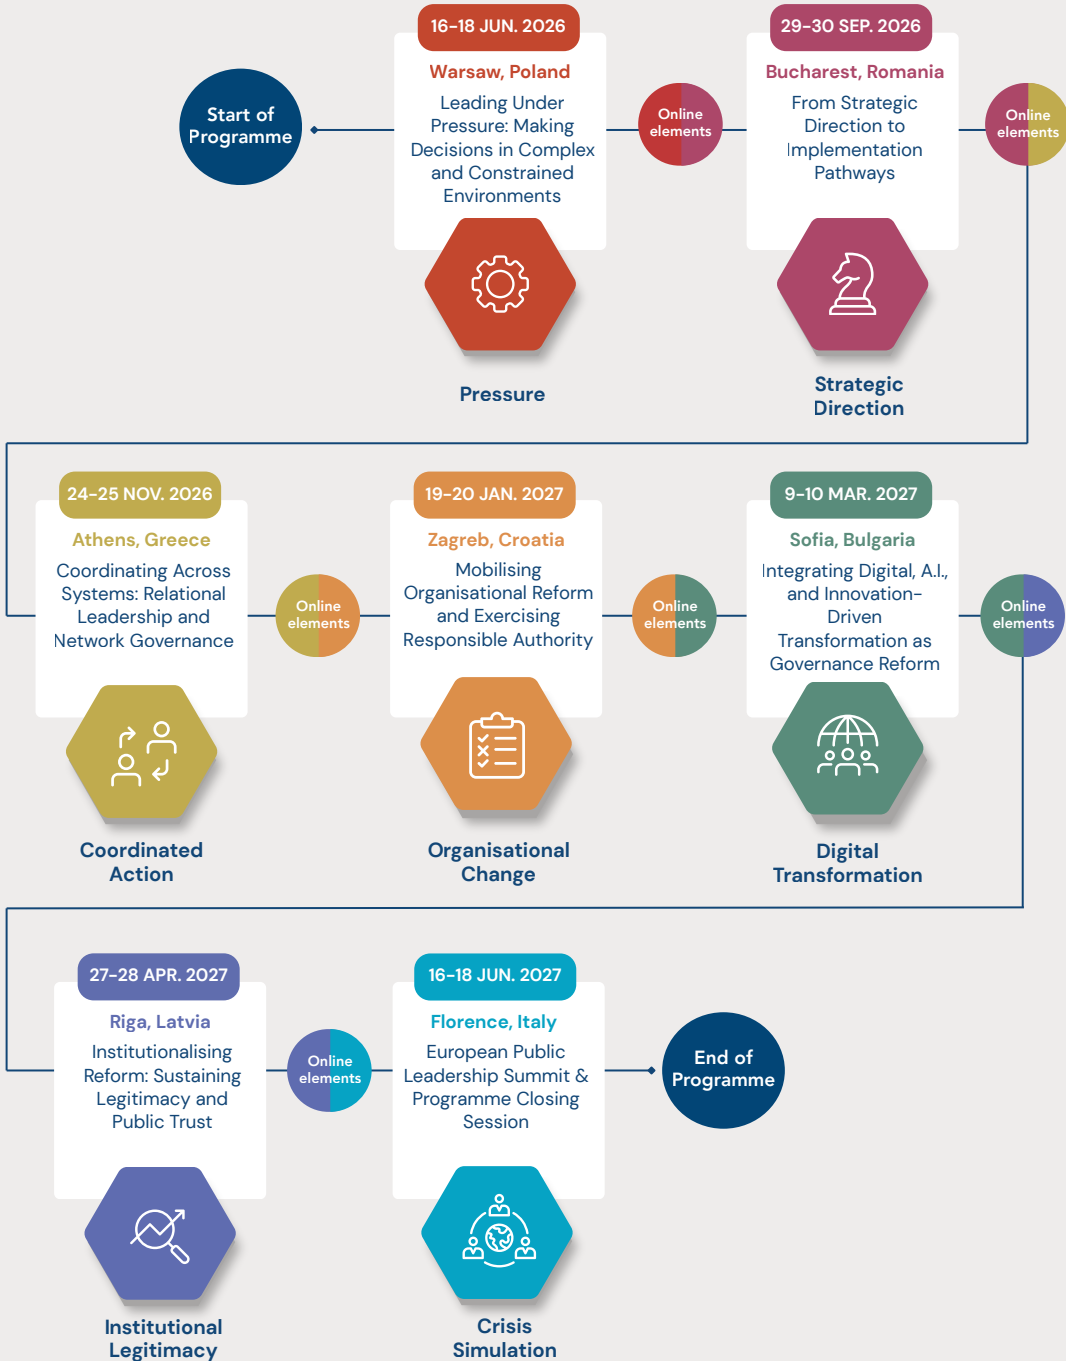 Start of
Programme
16-18 JUN. 2026
Warsaw, Poland
Leading Under
Pressure: Making
Decisions in Complex
and Constrained
Environments
Pressure
Online
elements
29-30 SEP. 2026
Bucharest, Romania
From Strategic
Direction to
Implementation
Pathways
Strategic
Direction
Online
elements
24-25 NOV. 2026
Athens, Greece
Coordinating Across
Systems: Relational
Leadership and
Network Governance
Coordinated
Action
Online
elements
19-20 JAN. 2027
Zagreb, Croatia
Mobilising
Organisational Reform
and Exercising
Responsible Authority
Organisational
Change
Online
elements
9-10 MAR. 2027
Sofia, Bulgaria
Integrating Digital, A.I.,
and Innovation-
Driven
Transformation as
Governance Reform
Digital
Transformation
Online
elements
27-28 APR. 2027
Riga, Latvia
Institutionalising
Reform: Sustaining
Legitimacy and
Public Trust
Institutional
Legitimacy
Online
elements
16-18 JUN. 2027
Florence, Italy
European Public
Leadership Summit &
Programme Closing
Session
Crisis
Simulation
End of
Programme